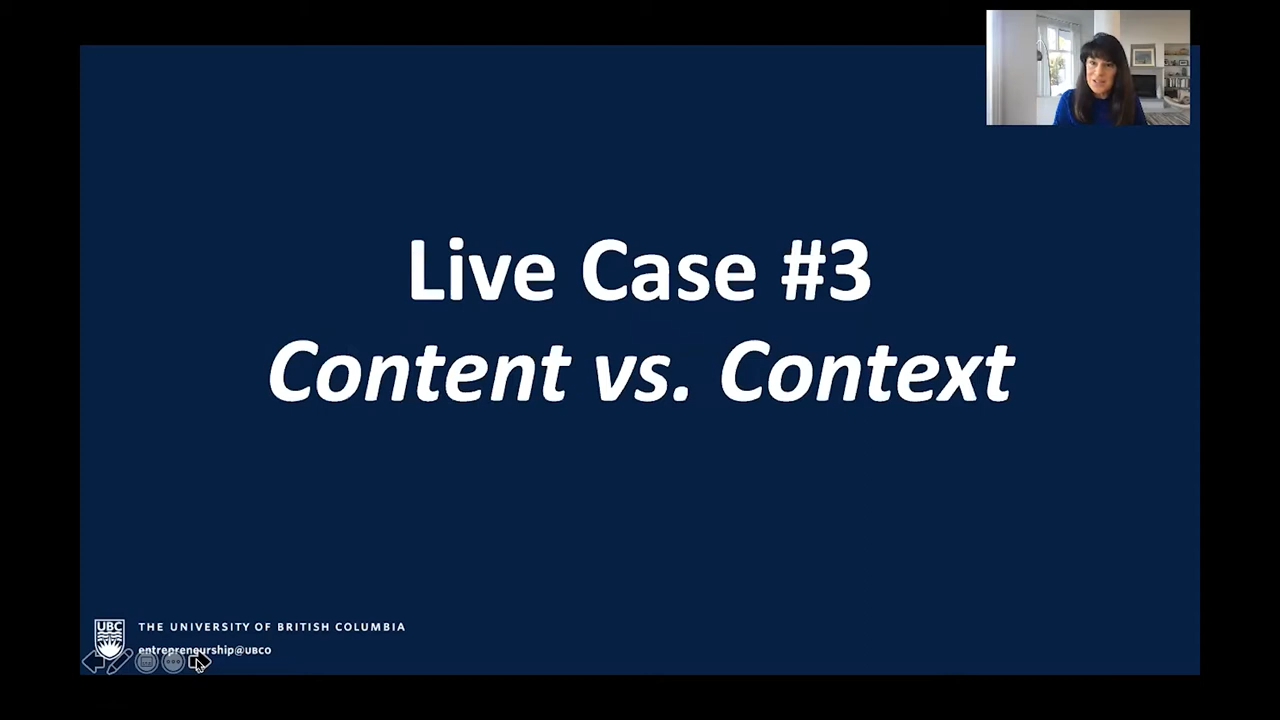 Live Case #3
Content vs. Context
UBC
THE UNIVERSITY OF BRITISH COLUMBIA
entrepreneurship@UBCO